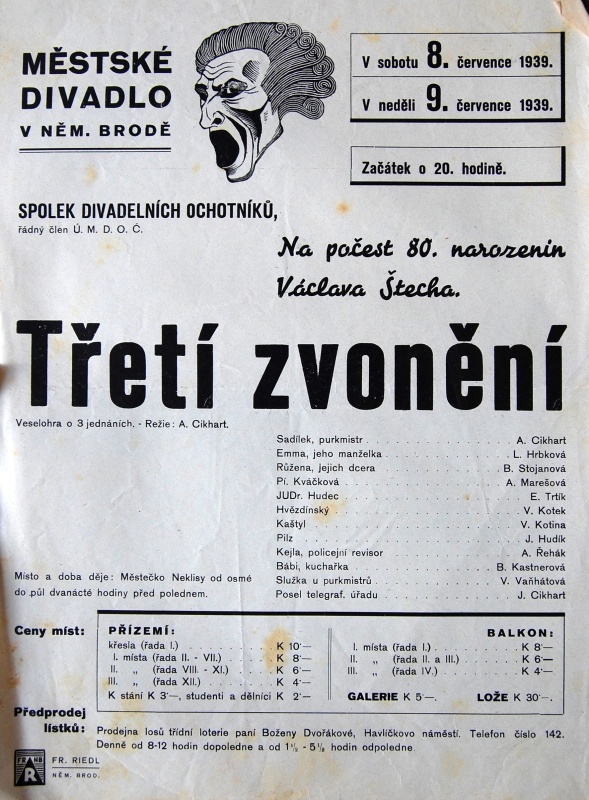 MĚSTSKÉ
DIVADLO
V NĚM. BRODĚ
V sobotu 8. července 1939.
V neděli 9. července 1939.
Začátek o 20. hodině.
SPOLEK DIVADELNÍCH OCHOTNÍKŮ,
řádný člen Ú. M. D. O. Č.
Na počest 80. narozenin
Václava Štecha.
Třetí zvonění
Veselohra o 3 jednáních. - Režie: A. Cikhart.
Sadílek, purkmistr . . . . . . . . . . A. Cikhart
Emma, jeho manželka . . . . . . . . . . L. Hrbková
Růžena, jejich dcera . . . . . . . . . . B. Stojanová
Pí. Kváčková . . . . . . . . . . A. Marešová
JUDr. Hudec . . . . . . . . . . E. Trtík
Hvězdínský . . . . . . . . . . V. Kotek
Kaštyl . . . . . . . . . . V. Kotina
Pilz . . . . . . . . . . J. Hudík
Kejla, policejní revisor . . . . . . . . . . A. Řehák
Bábi, kuchařka . . . . . . . . . . B. Kastnerová
Služka u purkmistrů . . . . . . . . . . V. Vaňhátová
Posel telegraf. úřadu . . . . . . . . . . J. Cikhart
Místo a doba děje: Městečko Neklisy od osmé
do půl dvanácté hodiny před polednem.
Ceny míst:
PŘÍZEMÍ:
křesla (řada I.) . . . . . . K 10·—
I. místa (řada II. - VII.) . . . . . K 8·—
II. „ (řada VIII. - XI.) . . . . K 6·—
III. „ (řada XII.) . . . . . K 4·—
K stání K 3·—, studenti a dělníci K 2·—
BALKON:
I. místa (řada I.) . . . . . . K 8·—
II. „ (řada II. a III.) . . . . K 6·—
III. „ (řada IV.) . . . . . K 4·—
GALERIE K 5·—. LOŽE K 30·—.
Předprodej
lístků:
Prodejna losů třídní loterie paní Boženy Dvořákové, Havlíčkovo náměstí. Telefon číslo 142.
Denně od 8-12 hodin dopoledne a od 1½ - 5½ hodin odpoledne.
FR NB
R
FR. RIEDL
NĚM. BROD.